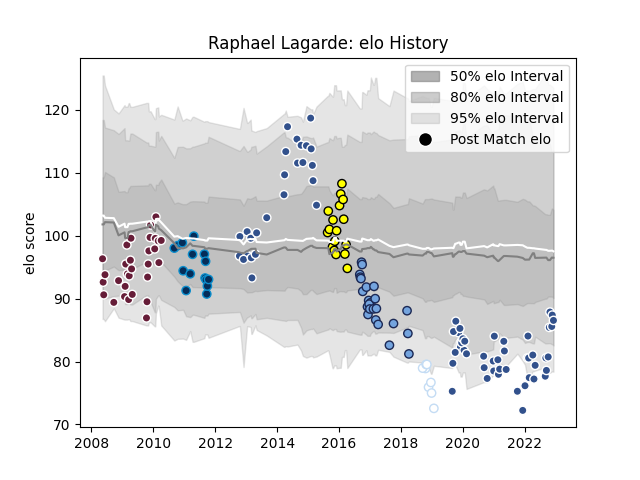 Raphael Lagarde: elo History
50% elo Interval
80% elo Interval
95% elo Interval
Post Match elo
elo score
120
110
100
90
80
70
2008 2010 2012 2014 2016 2018 2020 2022